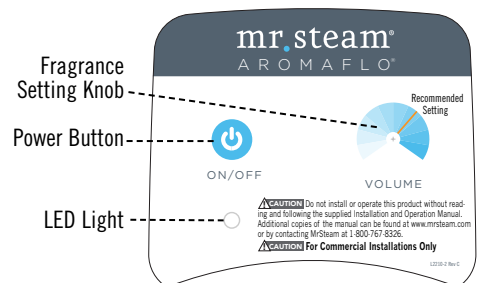 mr.steam®
AROMAFLO®
Fragrance
Setting Knob
Recommended
Setting
Power Button
ON/OFF
VOLUME
LED Light
CAUTION Do not install or operate this product without read-
ing and following the supplied Installation and Operation Manual.
Additional copies of the manual can be found at www.mrsteam.com
or by contacting MrSteam at 1-800-767-8326.
CAUTION For Commercial Installations Only
L2210-2 Rev.C